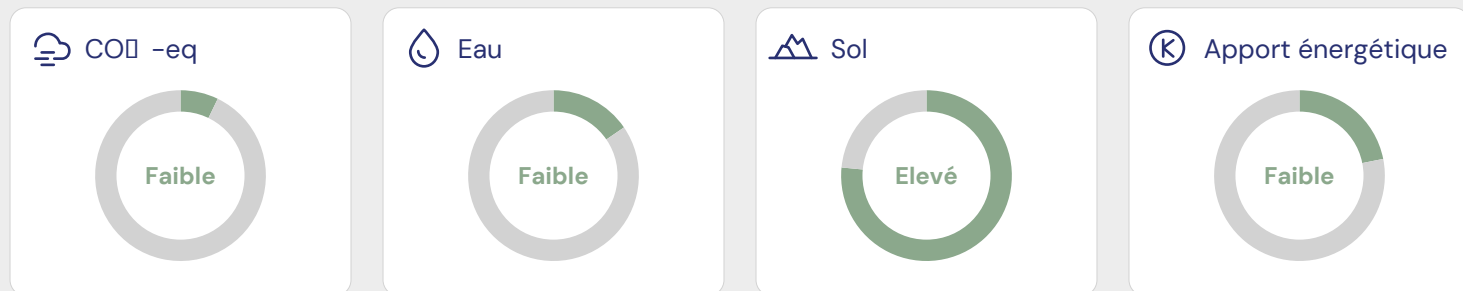 CO▯ -eq
Eau
Sol
Apport énergétique
Faible
Faible
Elevé
Faible